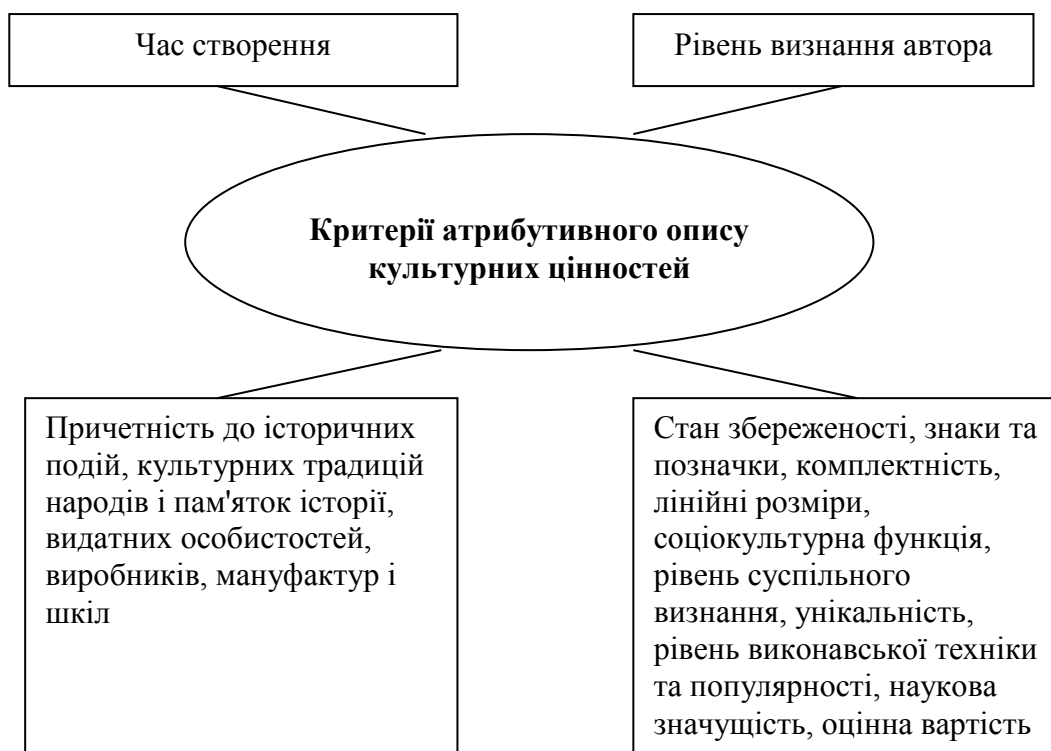 Час створення
Рівень визнання автора
Критерії атрибутивного опису
культурних цінностей
Причетність до історичних
подій, культурних традицій
народів і пам'яток історії,
видатних особистостей,
виробників, мануфактур і
шкіл
Стан збереженості, знаки та
позначки, комплектність,
лінійні розміри,
соціокультурна функція,
рівень суспільного
визнання, унікальність,
рівень виконавської техніки
та популярності, наукова
значущість, оцінна вартість